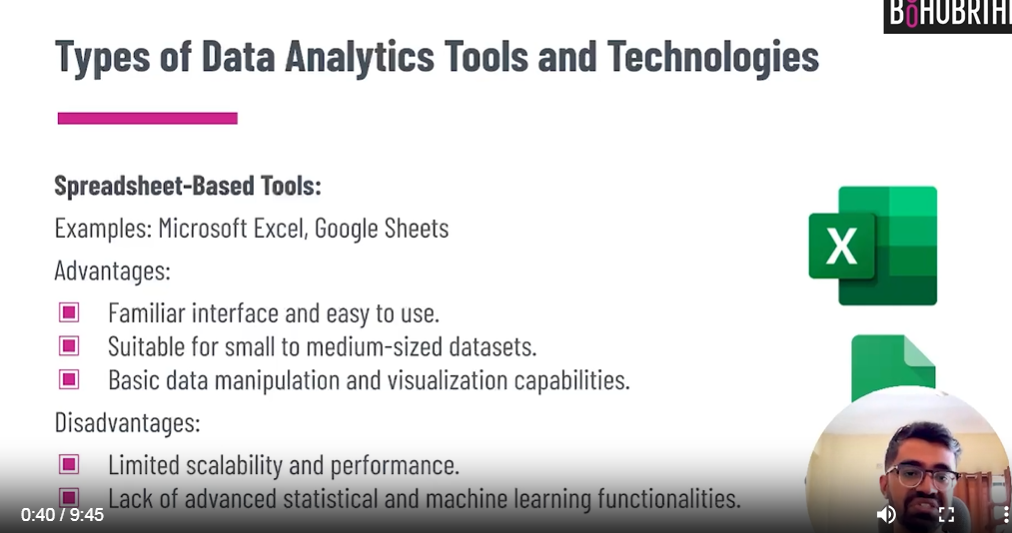 BOHUBRIH
Types of Data Analytics Tools and Technologies
Spreadsheet-Based Tools:
Examples: Microsoft Excel, Google Sheets
Advantages:
Familiar interface and easy to use.
Suitable for small to medium-sized datasets.
Basic data manipulation and visualization capabilities.
Disadvantages:
Limited scalability and performance.
Lack of advanced statistical and machine learning functionalities.
X
0:40 / 9:45